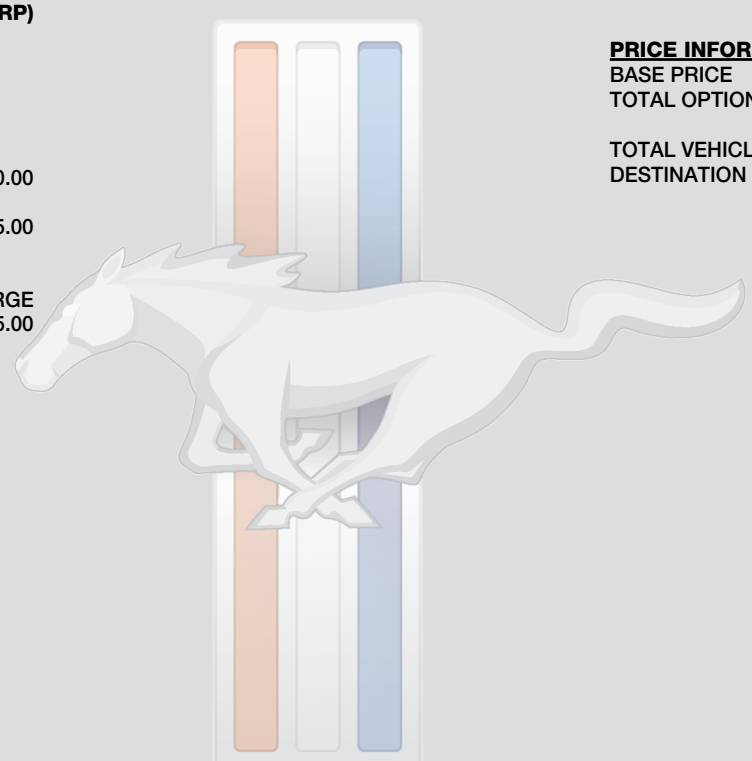 RP)
0.00
5.00
RGE
5.00
PRICE INFOR
BASE PRICE
TOTAL OPTION
TOTAL VEHICL
DESTINATION